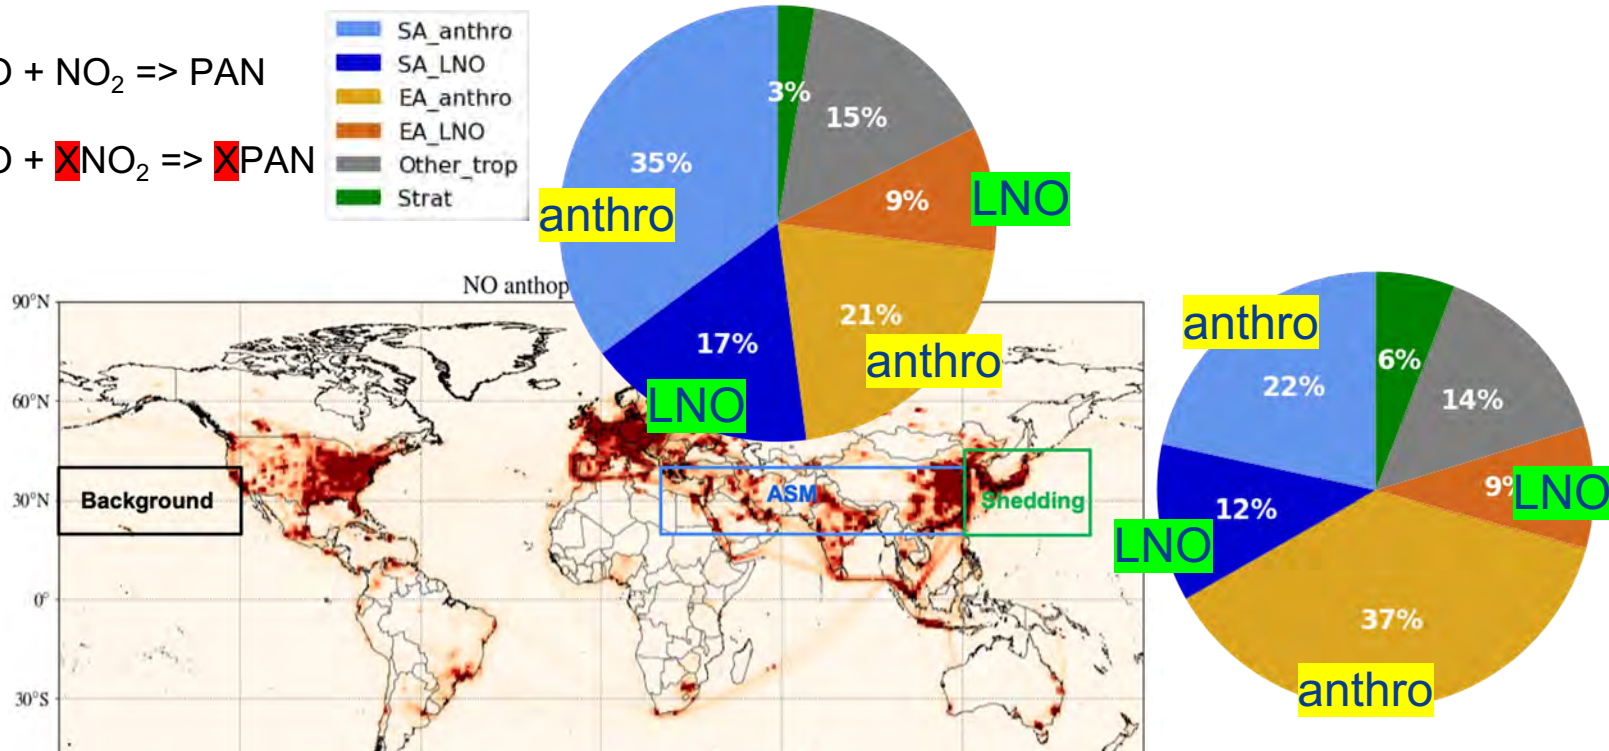 O + NO₂ => PAN
O + XNO₂ => XPAN
SA_anthro
SA_LNO
EA_anthro
EA_LNO
Other_trop
Strat
3%
15%
35%
9%
LNO
anthro
21%
17%
anthro
LNO
NO anthop
90°N
60°N
30°N
0°
30°S
Background
ASM
Shedding
anthro
6%
22%
14%
9%
LNO
12%
LNO
37%
anthro